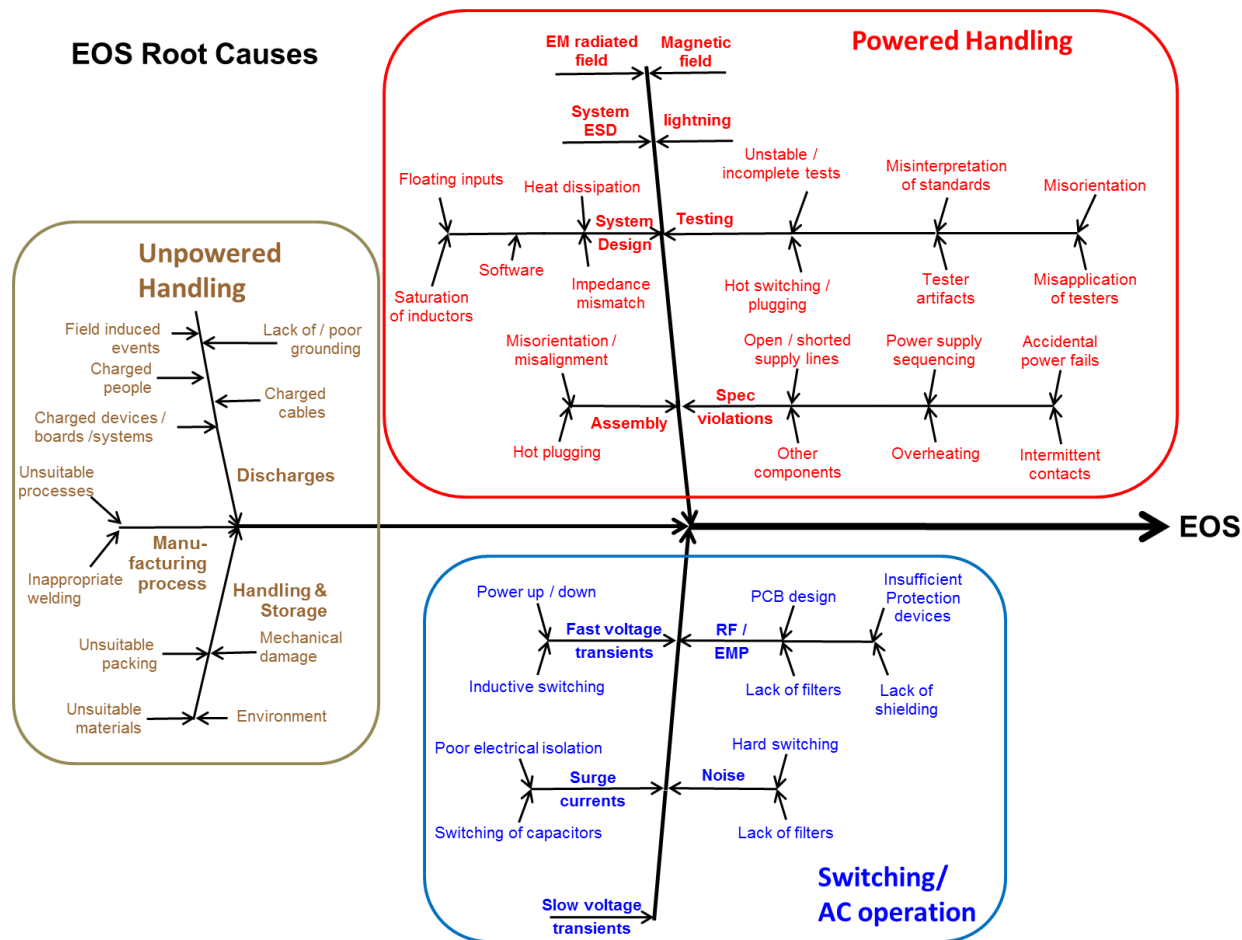 EOS Root Causes
Powered Handling
EM radiated
field
Magnetic
field
System
ESD
lightning
Floating inputs
Heat dissipation
Unstable /
incomplete tests
Misinterpretation
of standards
Misorientation
System
Design
Testing
Software
Saturation
of inductors
Impedance
mismatch
Hot switching /
plugging
Tester
artifacts
Misapplication
of testers
Misorientation /
misalignment
Open / shorted
supply lines
Power supply
sequencing
Accidental
power fails
Assembly
Spec
violations
Hot plugging
Other
components
Overheating
Intermittent
contacts
Unpowered
Handling
Field induced
events
Lack of / poor
grounding
Charged
people
Charged
cables
Charged devices /
boards /systems
Discharges
Unsuitable
processes
Manu-
facturing
process
Inappropriate
welding
Handling &
Storage
Unsuitable
packing
Mechanical
damage
Unsuitable
materials
Environment
EOS
Power up / down
PCB design
Insufficient
Protection
devices
Fast voltage
transients
RF /
EMP
Inductive switching
Lack of filters
Lack of
shielding
Poor electrical isolation
Hard switching
Surge
currents
Noise
Switching of capacitors
Lack of filters
Slow voltage
transients
Switching/
AC operation